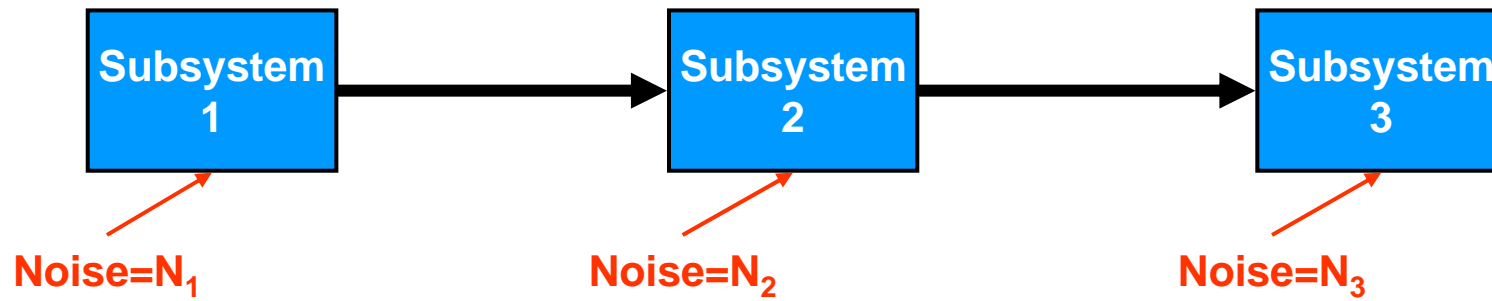 Subsystem
1
Subsystem
2
Subsystem
3
Noise=N₁
Noise=N₂
Noise=N₃